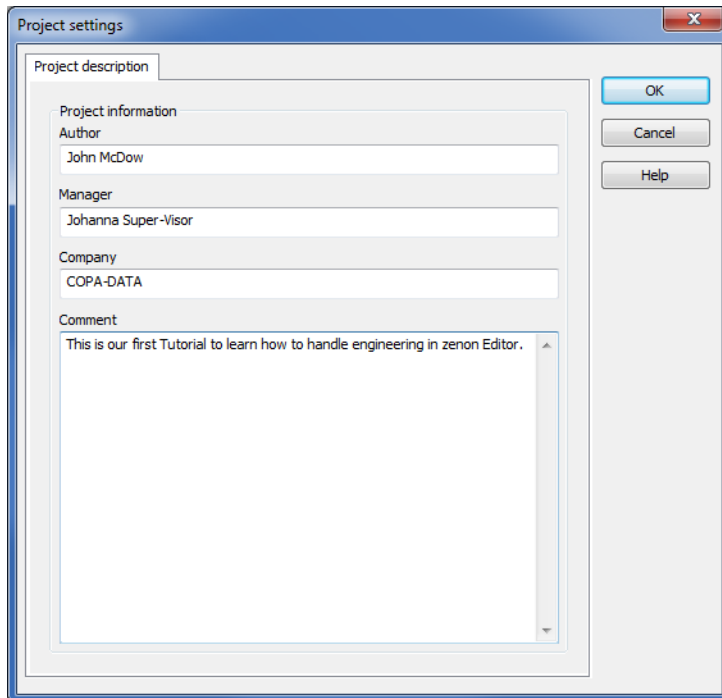 Project settings
Project description
OK
Project information
Author
Cancel
John McDow
Help
Manager
Johanna Super-Visor
Company
COPA-DATA
Comment
This is our first Tutorial to learn how to handle engineering in zenon Editor.